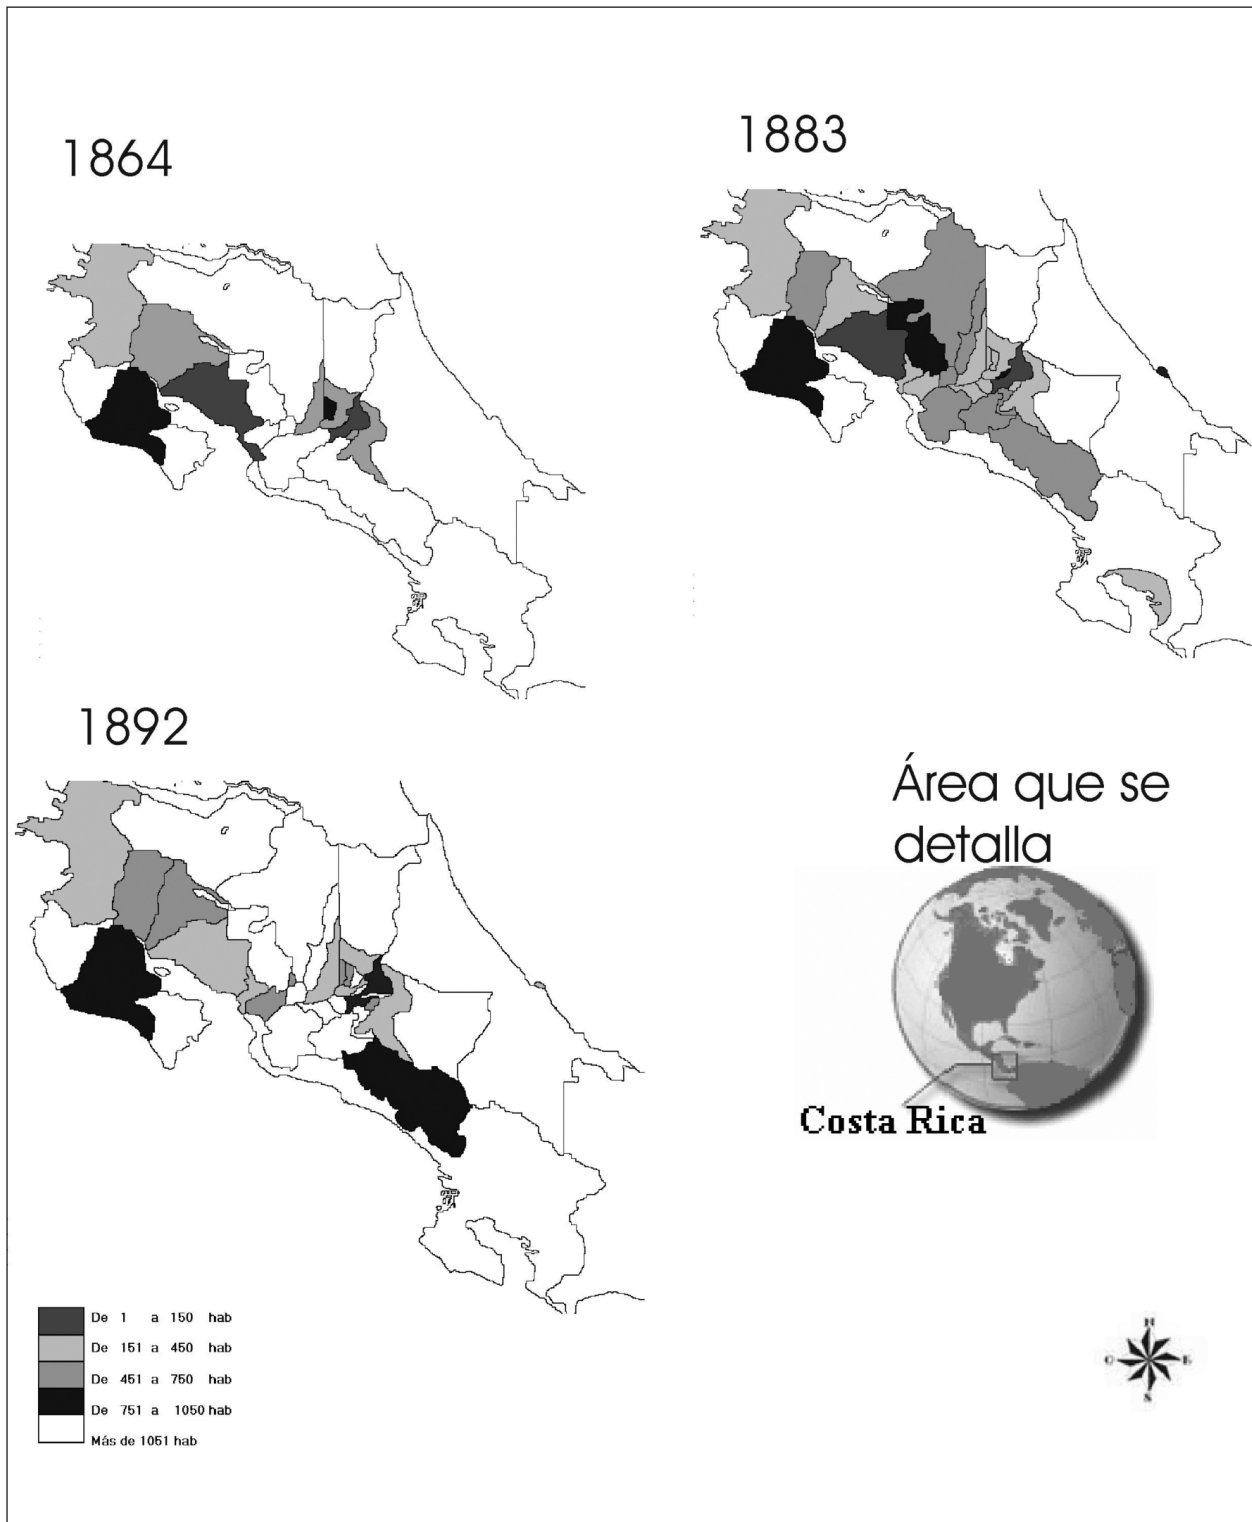 1864
1883
1892
Área que se
detalla
Costa Rica
De 1 a 150 hab
De 151 a 450 hab
De 451 a 750 hab
De 751 a 1050 hab
Más de 1051 hab
N
O E
S